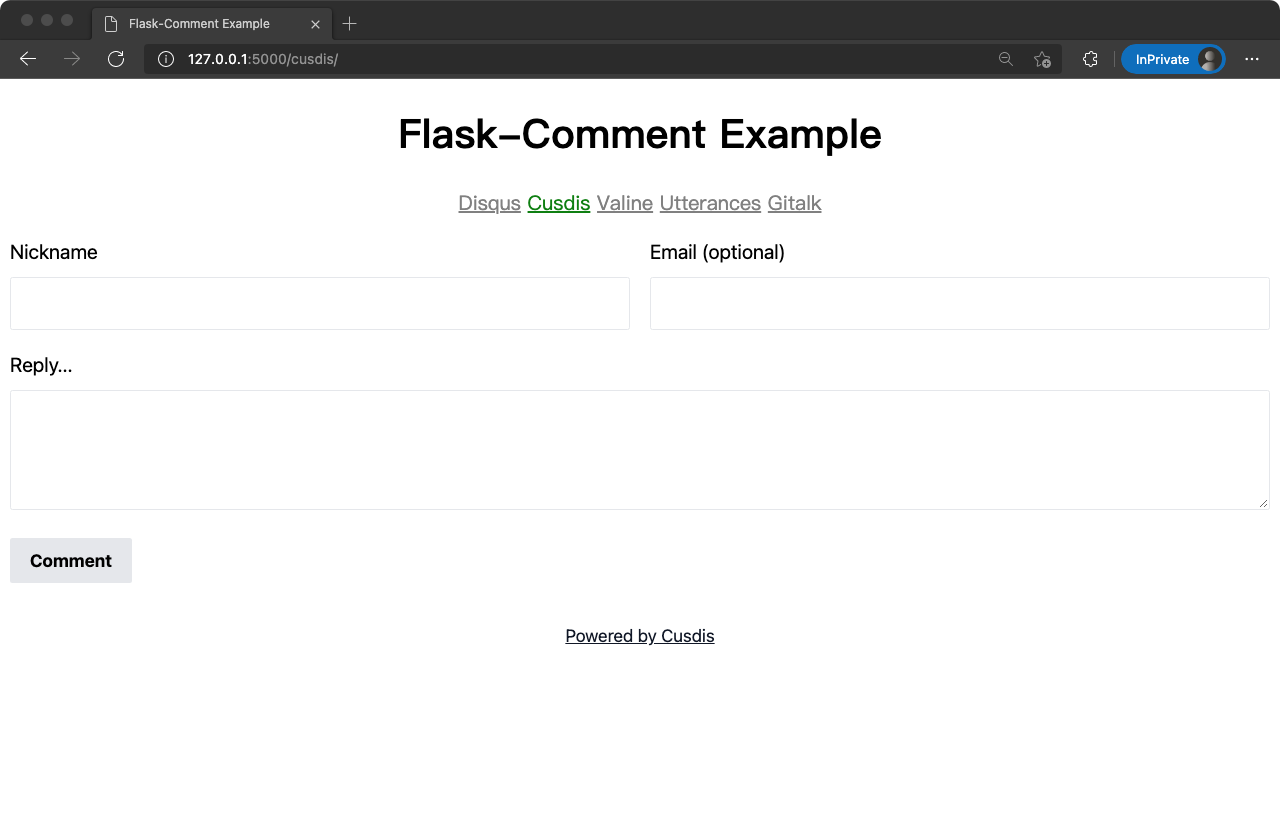 Flask-Comment Example
127.0.0.1:5000/cusdis/
InPrivate
Flask-Comment Example
Disqus Cusdis Valine Utterances Gitalk
Nickname
Email (optional)
Reply...
Comment
Powered by Cusdis